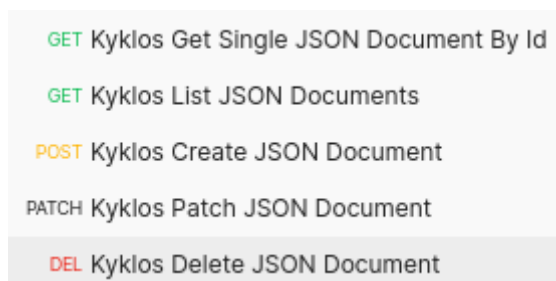 GET Kyklos Get Single JSON Document By Id
GET Kyklos List JSON Documents
POST Kyklos Create JSON Document
PATCH Kyklos Patch JSON Document
DEL Kyklos Delete JSON Document